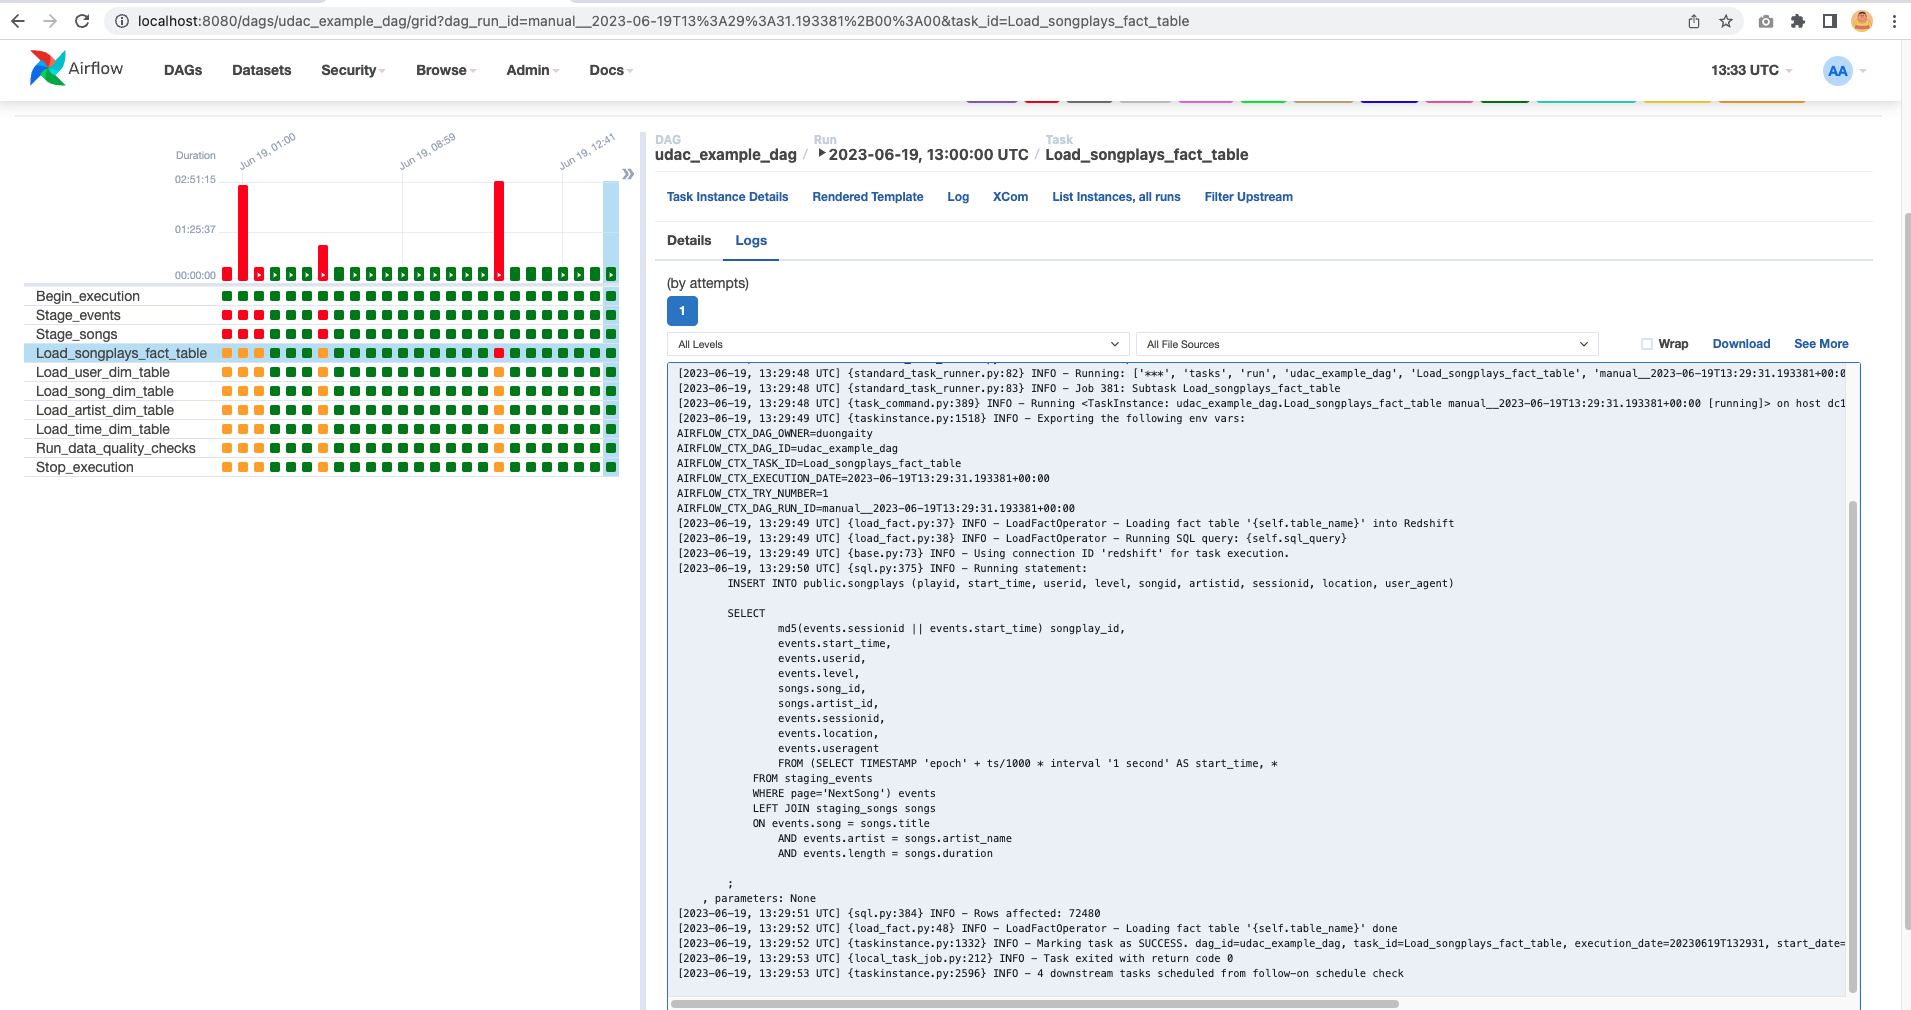 localhost:8080/dags/udac_example_dag/grid?dag_run_id=manual__2023-06-19T13%3A29%3A31.193381%2B00%3A00&task_id=Load_songplays_fact_table
Airflow DAGs Datasets Security Browse Admin Docs 13:33 UTC AA
Duration
Jun 19, 01:00 Jun 19, 08:59 Jun 19, 12:41
02:51:15
01:25:37
00:00:00
Begin_execution
Stage_events
Stage_songs
Load_songplays_fact_table
Load_user_dim_table
Load_song_dim_table
Load_artist_dim_table
Load_time_dim_table
Run_data_quality_checks
Stop_execution
DAG Run Task
udac_example_dag / 2023-06-19, 13:00:00 UTC / Load_songplays_fact_table
Task Instance Details Rendered Template Log XCom List Instances, all runs Filter Upstream
Details Logs
(by attempts)
1
All Levels All File Sources Wrap Download See More
[2023-06-19, 13:29:48 UTC] {standard_task_runner.py:82} INFO - Running: ['***', 'tasks', 'run', 'udac_example_dag', 'Load_songplays_fact_table', 'manual__2023-06-19T13:29:31.193381+00:0
[2023-06-19, 13:29:48 UTC] {standard_task_runner.py:83} INFO - Job 381: Subtask Load_songplays_fact_table
[2023-06-19, 13:29:48 UTC] {task_command.py:389} INFO - Running <TaskInstance: udac_example_dag.Load_songplays_fact_table manual__2023-06-19T13:29:31.193381+00:00 [running]> on host dc1
[2023-06-19, 13:29:49 UTC] {taskinstance.py:1518} INFO - Exporting the following env vars:
AIRFLOW_CTX_DAG_OWNER=duongaity
AIRFLOW_CTX_DAG_ID=udac_example_dag
AIRFLOW_CTX_TASK_ID=Load_songplays_fact_table
AIRFLOW_CTX_EXECUTION_DATE=2023-06-19T13:29:31.193381+00:00
AIRFLOW_CTX_TRY_NUMBER=1
AIRFLOW_CTX_DAG_RUN_ID=manual__2023-06-19T13:29:31.193381+00:00
[2023-06-19, 13:29:49 UTC] {load_fact.py:37} INFO - LoadFactOperator - Loading fact table '{self.table_name}' into Redshift
[2023-06-19, 13:29:49 UTC] {load_fact.py:38} INFO - LoadFactOperator - Running SQL query: {self.sql_query}
[2023-06-19, 13:29:49 UTC] {base.py:73} INFO - Using connection ID 'redshift' for task execution.
[2023-06-19, 13:29:50 UTC] {sql.py:375} INFO - Running statement:
INSERT INTO public.songplays (playid, start_time, userid, level, songid, artistid, sessionid, location, user_agent)
SELECT
md5(events.sessionid || events.start_time) songplay_id,
events.start_time,
events.userid,
events.level,
songs.song_id,
songs.artist_id,
events.sessionid,
events.location,
events.useragent
FROM (SELECT TIMESTAMP 'epoch' + ts/1000 * interval '1 second' AS start_time, *
FROM staging_events
WHERE page='NextSong') events
LEFT JOIN staging_songs songs
ON events.song = songs.title
AND events.artist = songs.artist_name
AND events.length = songs.duration
;
, parameters: None
[2023-06-19, 13:29:51 UTC] {sql.py:384} INFO - Rows affected: 72480
[2023-06-19, 13:29:52 UTC] {load_fact.py:48} INFO - LoadFactOperator - Loading fact table '{self.table_name}' done
[2023-06-19, 13:29:52 UTC] {taskinstance.py:1332} INFO - Marking task as SUCCESS. dag_id=udac_example_dag, task_id=Load_songplays_fact_table, execution_date=20230619T132931, start_date=
[2023-06-19, 13:29:53 UTC] {local_task_job.py:212} INFO - Task exited with return code 0
[2023-06-19, 13:29:53 UTC] {taskinstance.py:2596} INFO - 4 downstream tasks scheduled from follow-on schedule check